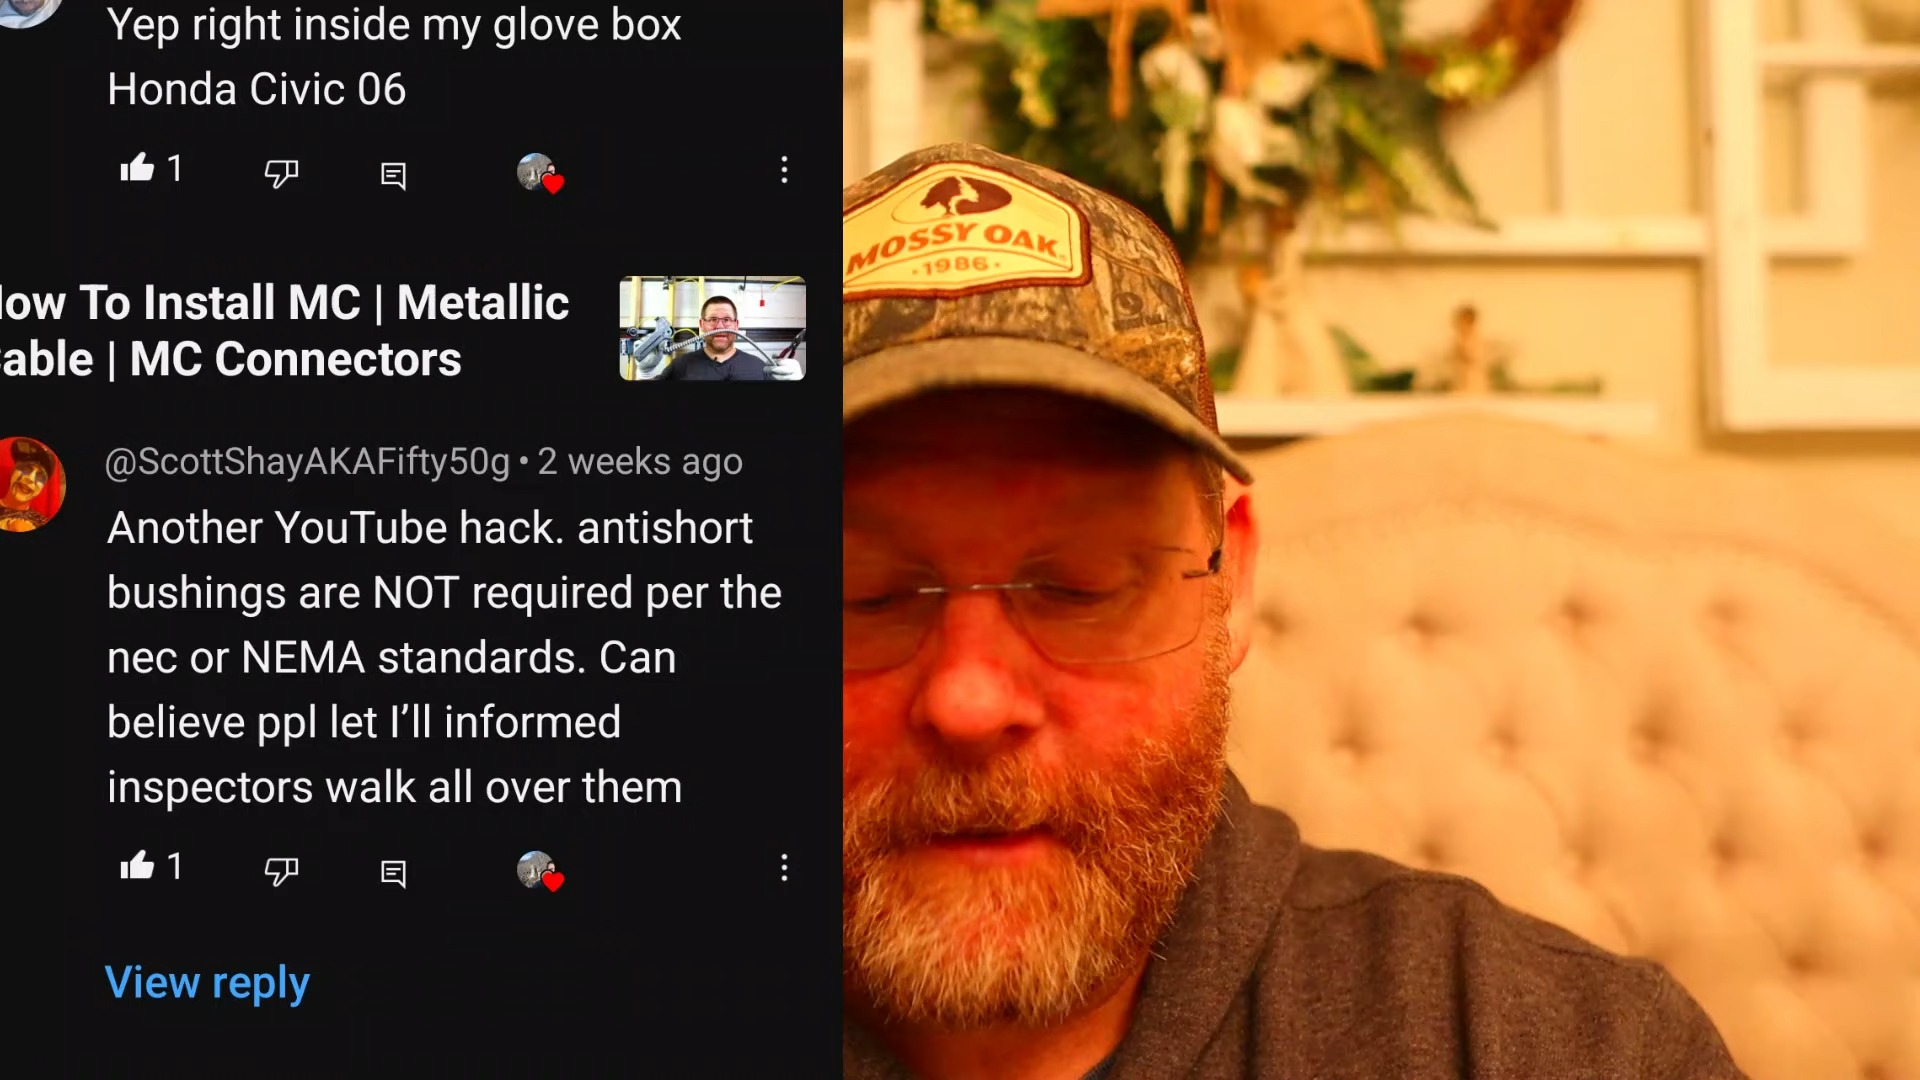 Yep right inside my glove box
Honda Civic 06
1
low To Install MC | Metallic
able | MC Connectors
@ScottShayAKAFifty50g • 2 weeks ago
Another YouTube hack. antishort
bushings are NOT required per the
nec or NEMA standards. Can
believe ppl let I’ll informed
inspectors walk all over them
1
View reply
MOSSY OAK
·1986·